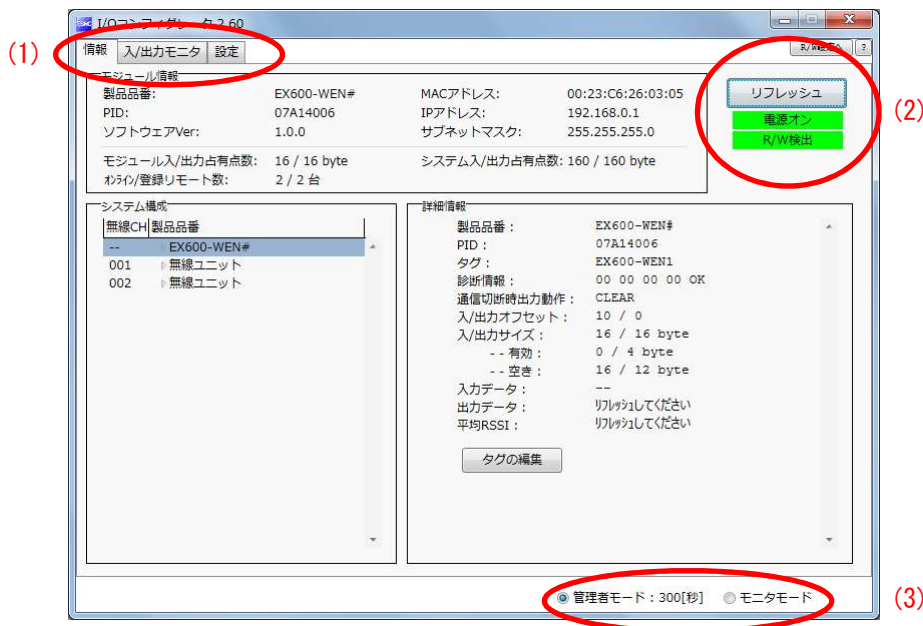 I/Oコンフィグレータ 2.60
(1)
情報 入/出力モニタ 設定
?
モジュール情報
製品品番: EX600-WEN# MACアドレス: 00:23:C6:26:03:05
リフレッシュ
(2)
PID: 07A14006 IPアドレス: 192.168.0.1
電源オン
ソフトウェアVer: 1.0.0 サブネットマスク: 255.255.255.0
R/W検出
モジュール入/出力占有点数: 16 / 16 byte システム入/出力占有点数: 160 / 160 byte
オンライン/登録リモート数: 2 / 2 台
システム構成
無線CH 製品品番
-- EX600-WEN#
001 無線ユニット
002 無線ユニット
詳細情報
製品品番： EX600-WEN#
PID： 07A14006
タグ： EX600-WEN1
診断情報： 00 00 00 00 OK
通信切断時出力動作： CLEAR
入/出力オフセット： 10 / 0
入/出力サイズ： 16 / 16 byte
- - 有効： 0 / 4 byte
- - 空き： 16 / 12 byte
入力データ： --
出力データ： リフレッシュしてください
平均RSSI： リフレッシュしてください
タグの編集
管理者モード：300[秒] モニタモード
(3)